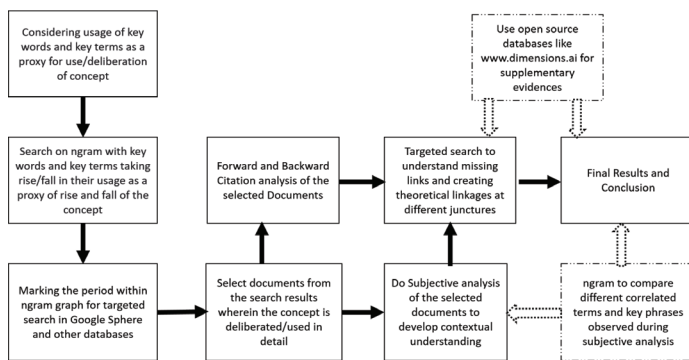 Considering usage of key
words and key terms as a
proxy for use/deliberation of
concept
Use open source
databases like
www.dimensions.ai for
supplementary
evidences
Search on ngram with key
words and key terms taking
rise/fall in their usage as a
proxy of rise and fall of the
concept
Forward and Backward
Citation analysis of the
selected Documents
Targeted search to
understand missing
links and creating
theoretical linkages at
different junctures
Final Results and
Conclusion
Marking the period within
ngram graph for targeted
search in Google Sphere
and other databases
Select documents from
the search results
wherein the concept is
deliberated/used in
detail
Do Subjective analysis
of the selected
documents to
develop contextual
understanding
ngram to compare
different correlated
terms and key phrases
observed during
subjective analysis